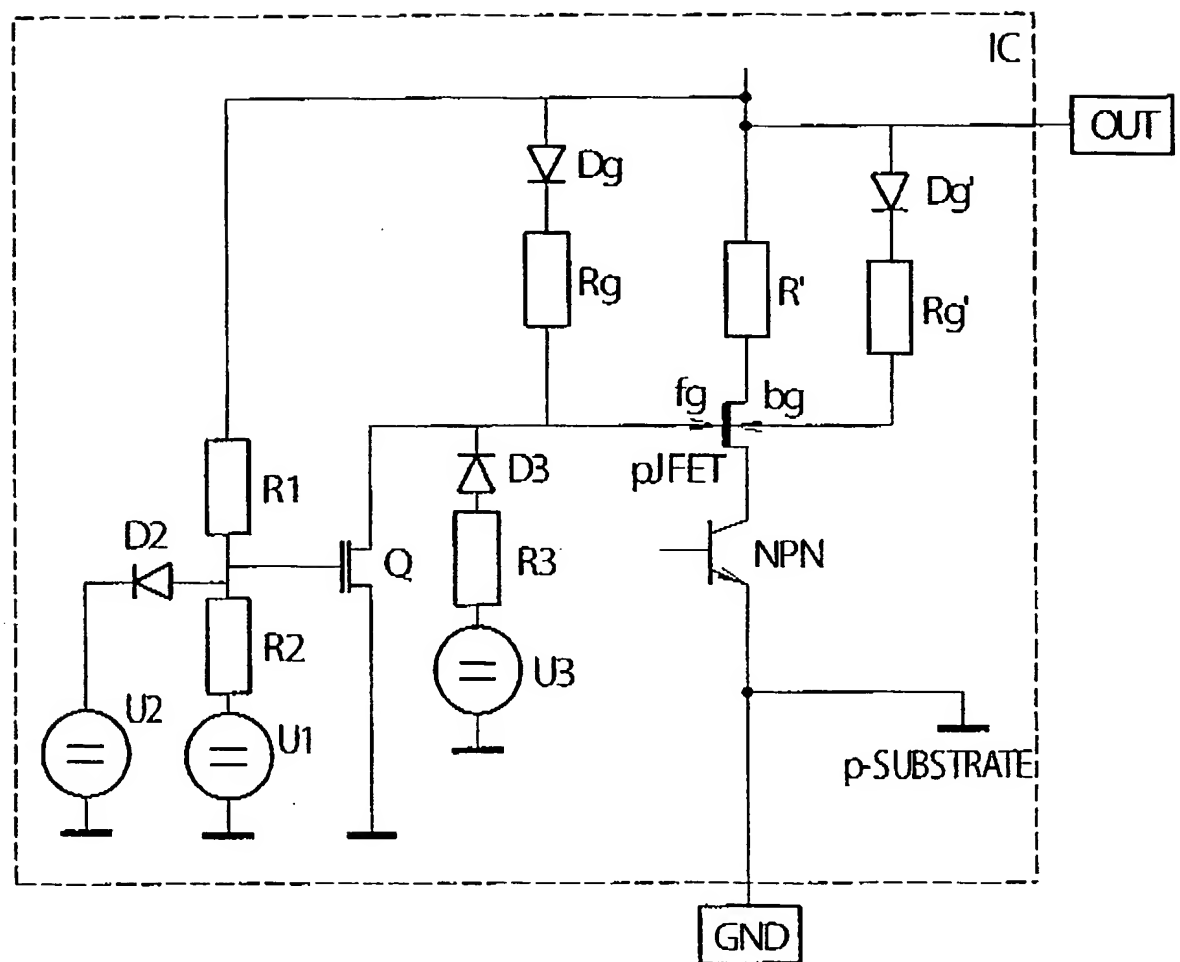 IC
OUT
Dg
Dg'
Rg
R'
Rg'
fg
bg
pJFET
R1
D3
D2
Q
R3
NPN
R2
U3
U2
U1
p-SUBSTRATE
GND